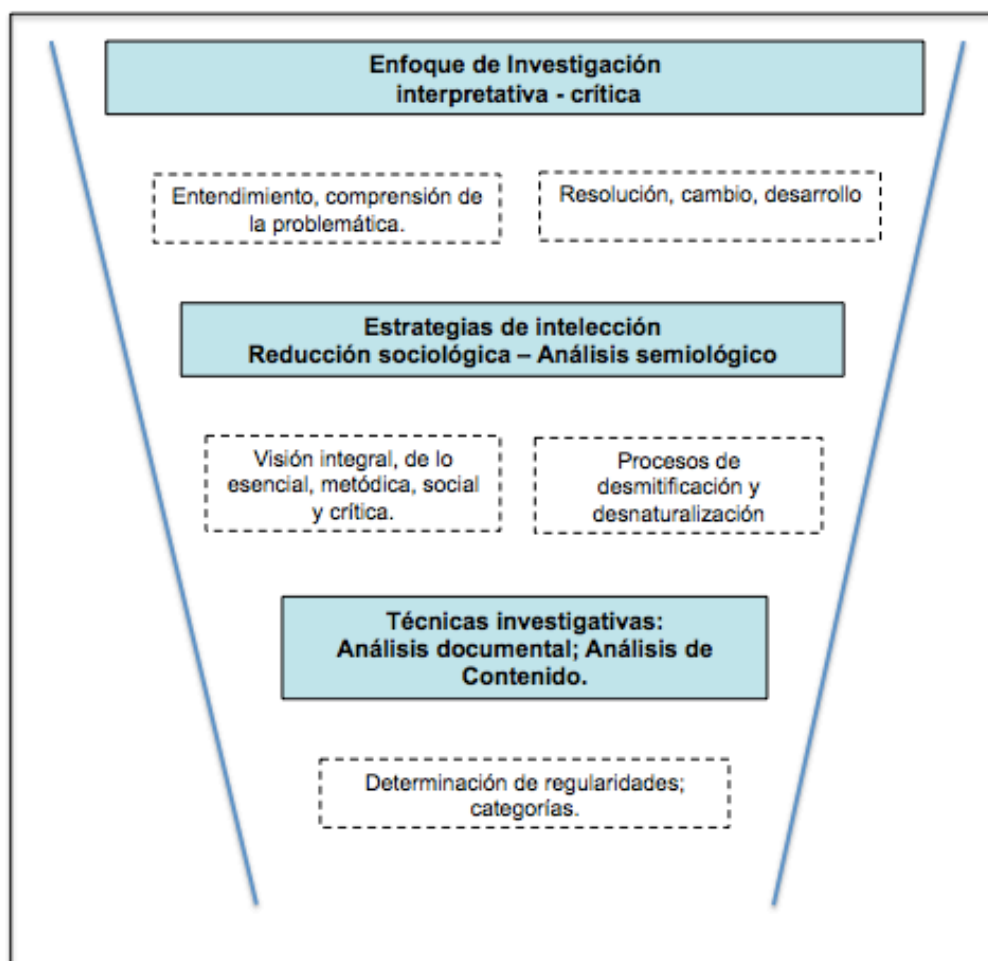 Enfoque de Investigación
interpretativa - crítica
Entendimiento, comprensión de
la problemática.
Resolución, cambio, desarrollo
Estrategias de intelección
Reducción sociológica – Análisis semiológico
Visión integral, de lo
esencial, metódica, social
y crítica.
Procesos de
desmitificación y
desnaturalización
Técnicas investigativas:
Análisis documental; Análisis de
Contenido.
Determinación de regularidades;
categorías.